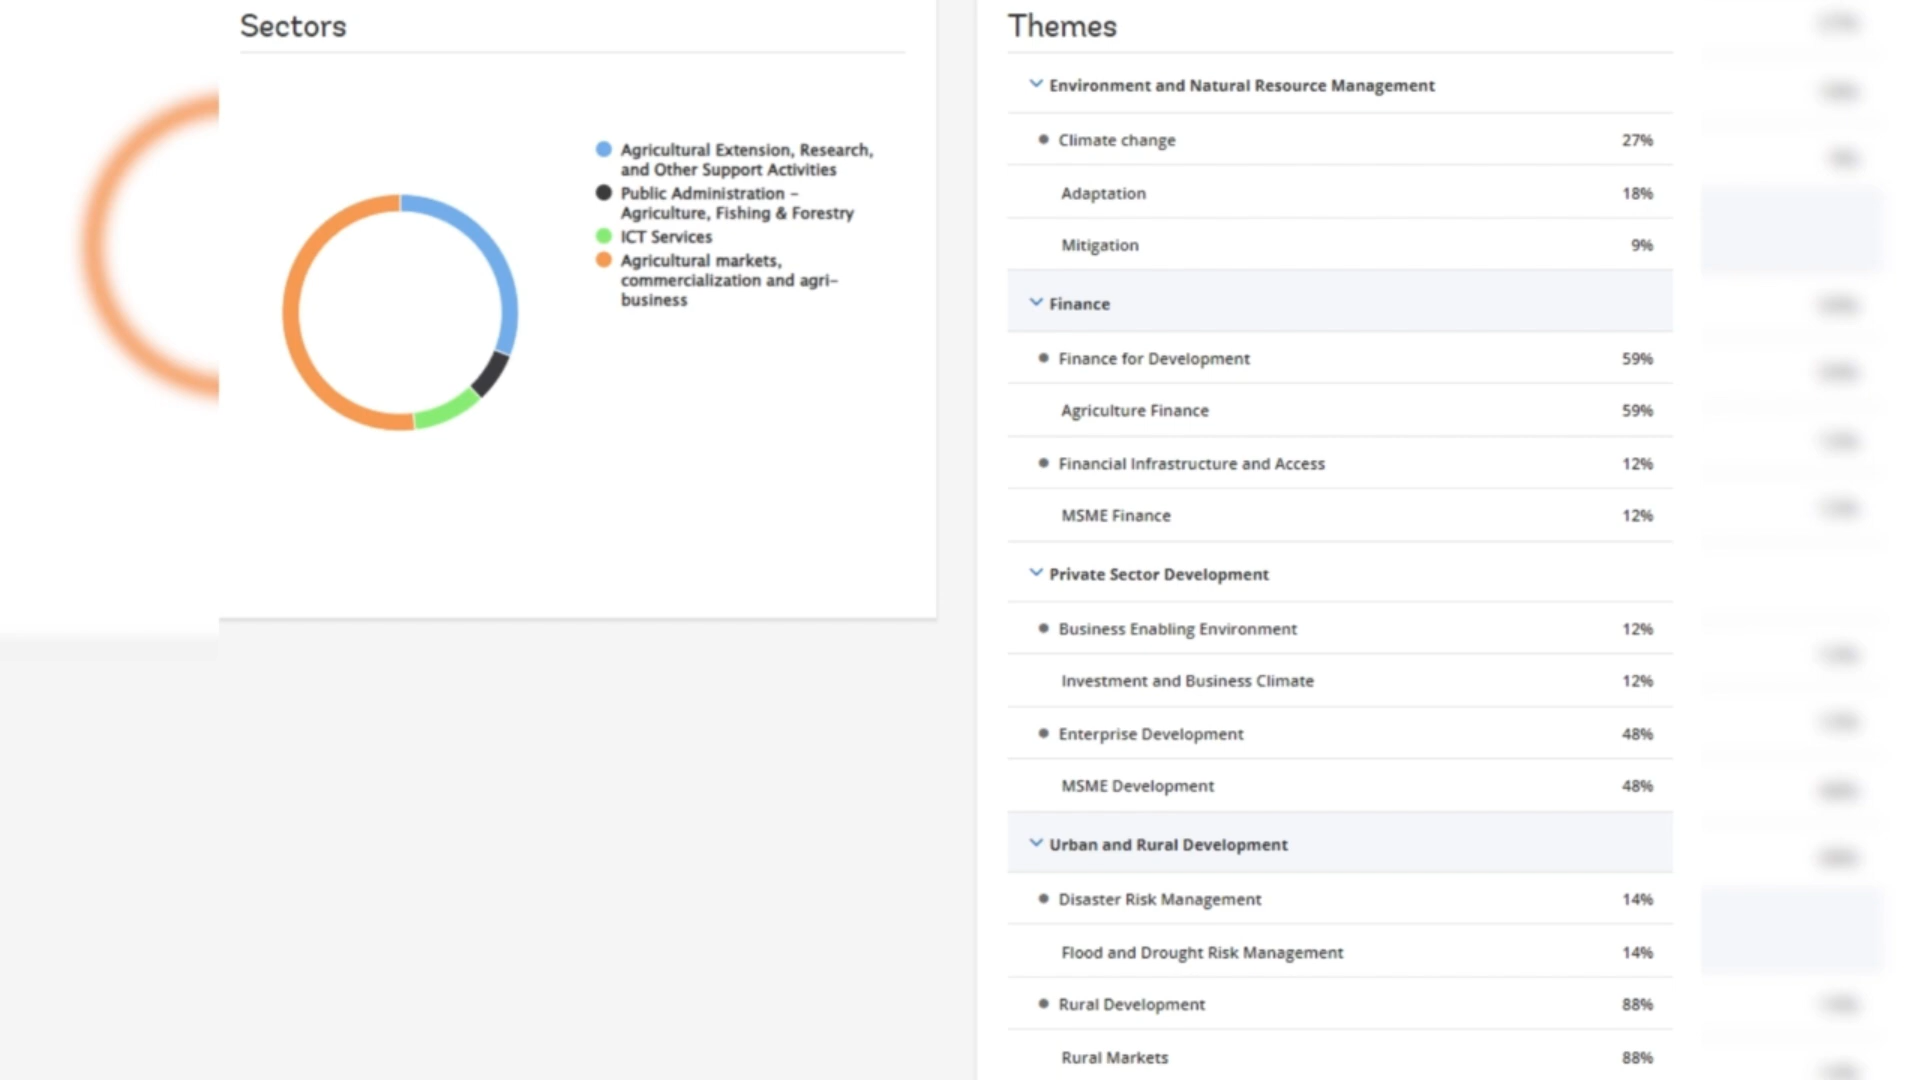 Sectors
Agricultural Extension, Research,
and Other Support Activities
Public Administration –
Agriculture, Fishing & Forestry
ICT Services
Agricultural markets,
commercialization and agri–
business
Themes
Environment and Natural Resource Management
Climate change 27%
Adaptation 18%
Mitigation 9%
Finance
Finance for Development 59%
Agriculture Finance 59%
Financial Infrastructure and Access 12%
MSME Finance 12%
Private Sector Development
Business Enabling Environment 12%
Investment and Business Climate 12%
Enterprise Development 48%
MSME Development 48%
Urban and Rural Development
Disaster Risk Management 14%
Flood and Drought Risk Management 14%
Rural Development 88%
Rural Markets 88%